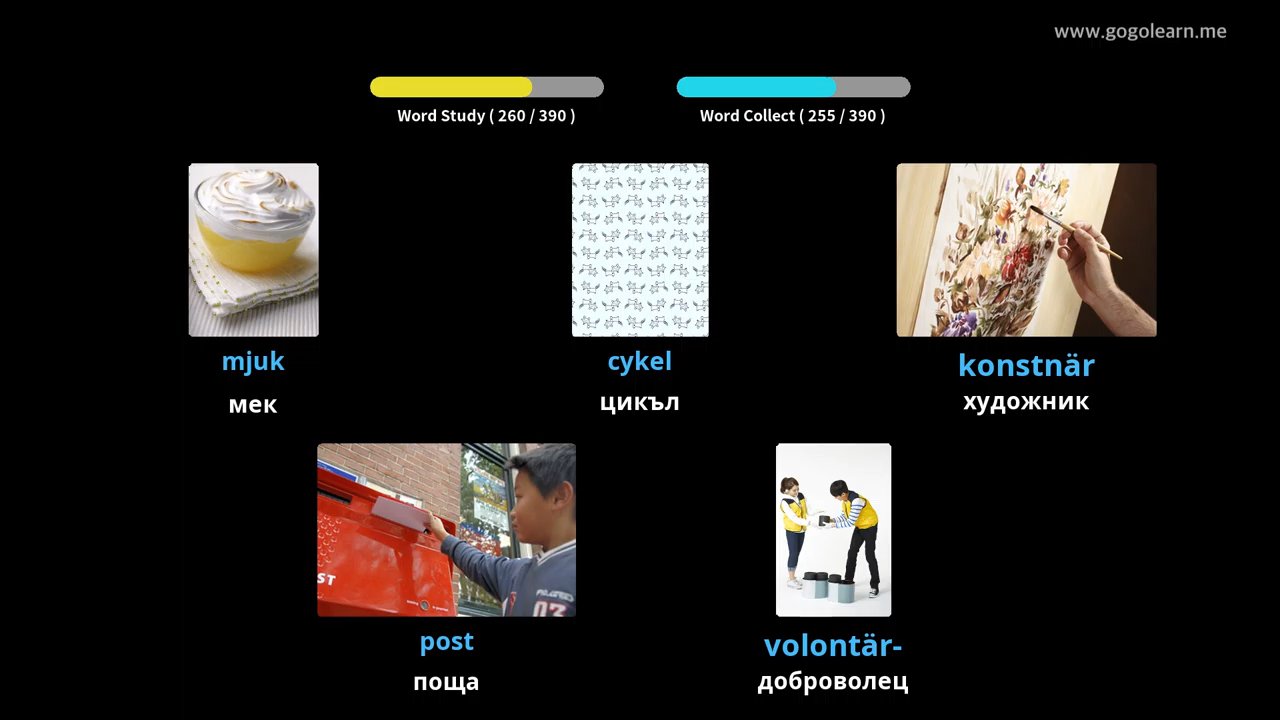 www.gogolearn.me
Word Study ( 260 / 390 )
Word Collect ( 255 / 390 )
mjuk
мек
cykel
цикъл
konstnär
художник
ST
post
поща
volontär-
доброволец